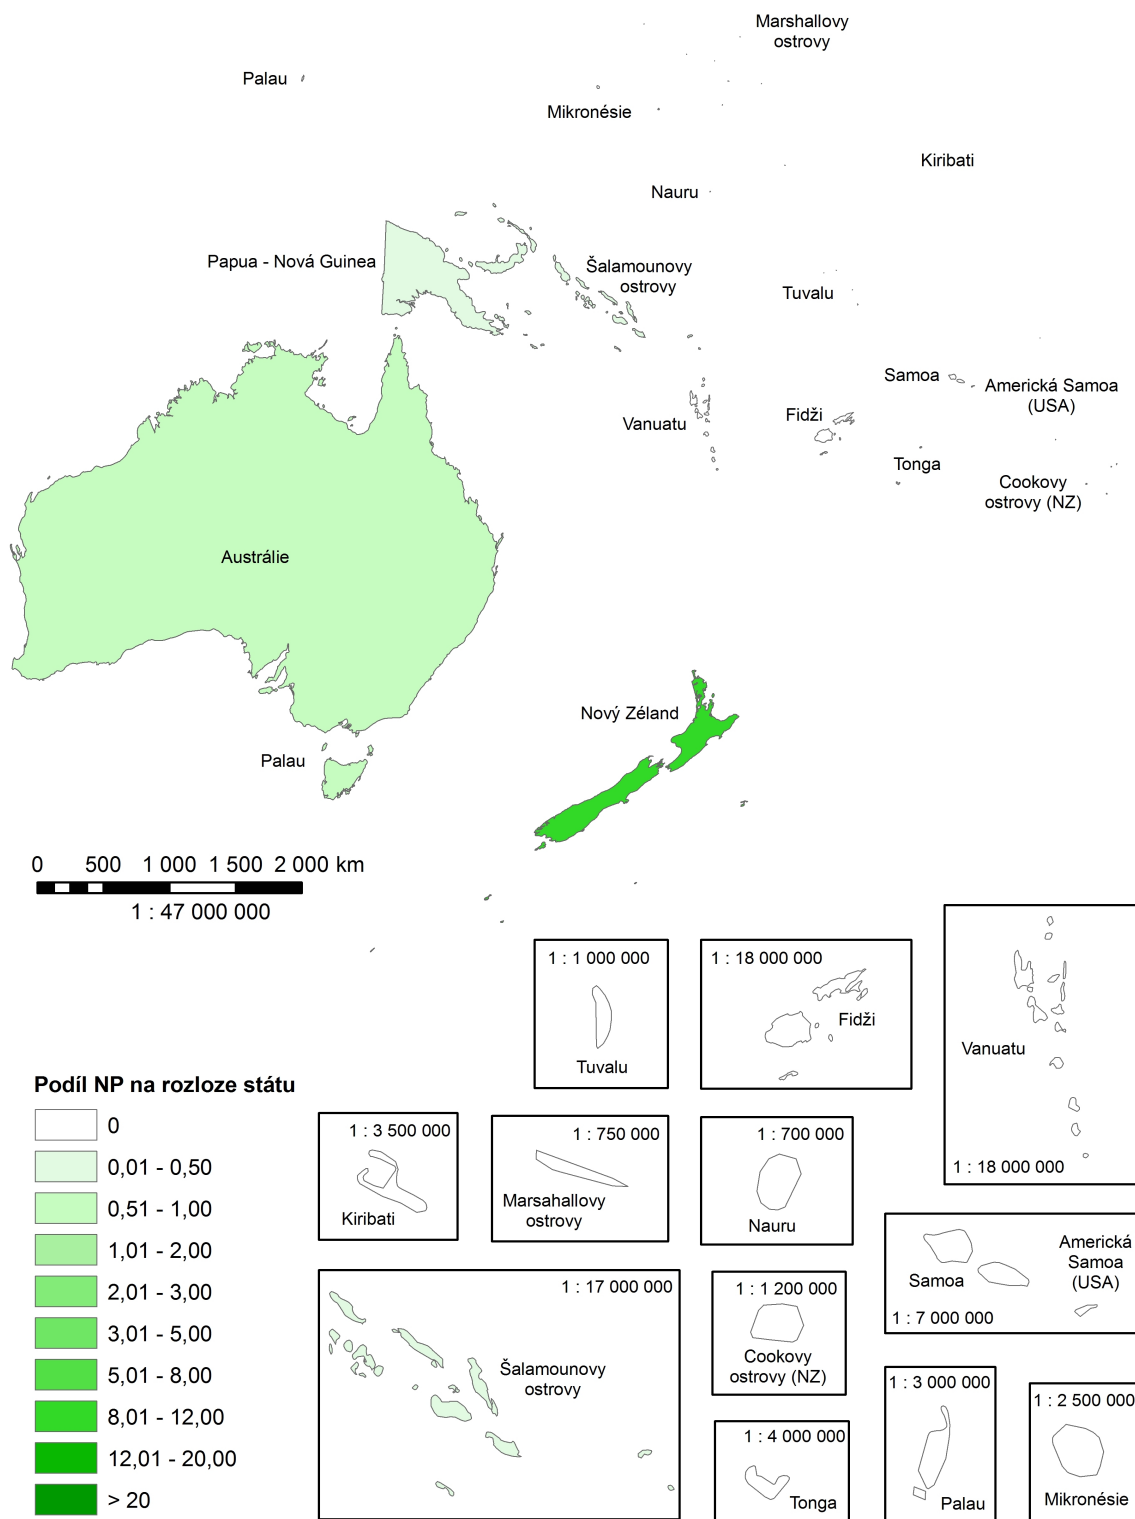 Marshallovy
ostrovy
Palau
Mikronésie
Kiribati
Nauru
Papua - Nová Guinea
Šalamounovy
ostrovy
Tuvalu
Samoa
Americká Samoa
(USA)
Vanuatu
Fidži
Tonga
Cookovy
ostrovy (NZ)
Austrálie
Nový Zéland
Palau
0 500 1 000 1 500 2 000 km
1 : 47 000 000
1 : 1 000 000
Tuvalu
1 : 18 000 000
Fidži
Vanuatu
1 : 18 000 000
Podíl NP na rozloze státu
0
0,01 - 0,50
0,51 - 1,00
1,01 - 2,00
2,01 - 3,00
3,01 - 5,00
5,01 - 8,00
8,01 - 12,00
12,01 - 20,00
> 20
1 : 3 500 000
Kiribati
1 : 750 000
Marsahallovy
ostrovy
1 : 700 000
Nauru
Americká
Samoa
(USA)
Samoa
1 : 7 000 000
1 : 17 000 000
Šalamounovy
ostrovy
1 : 1 200 000
Cookovy
ostrovy (NZ)
1 : 4 000 000
Tonga
1 : 3 000 000
Palau
1 : 2 500 000
Mikronésie